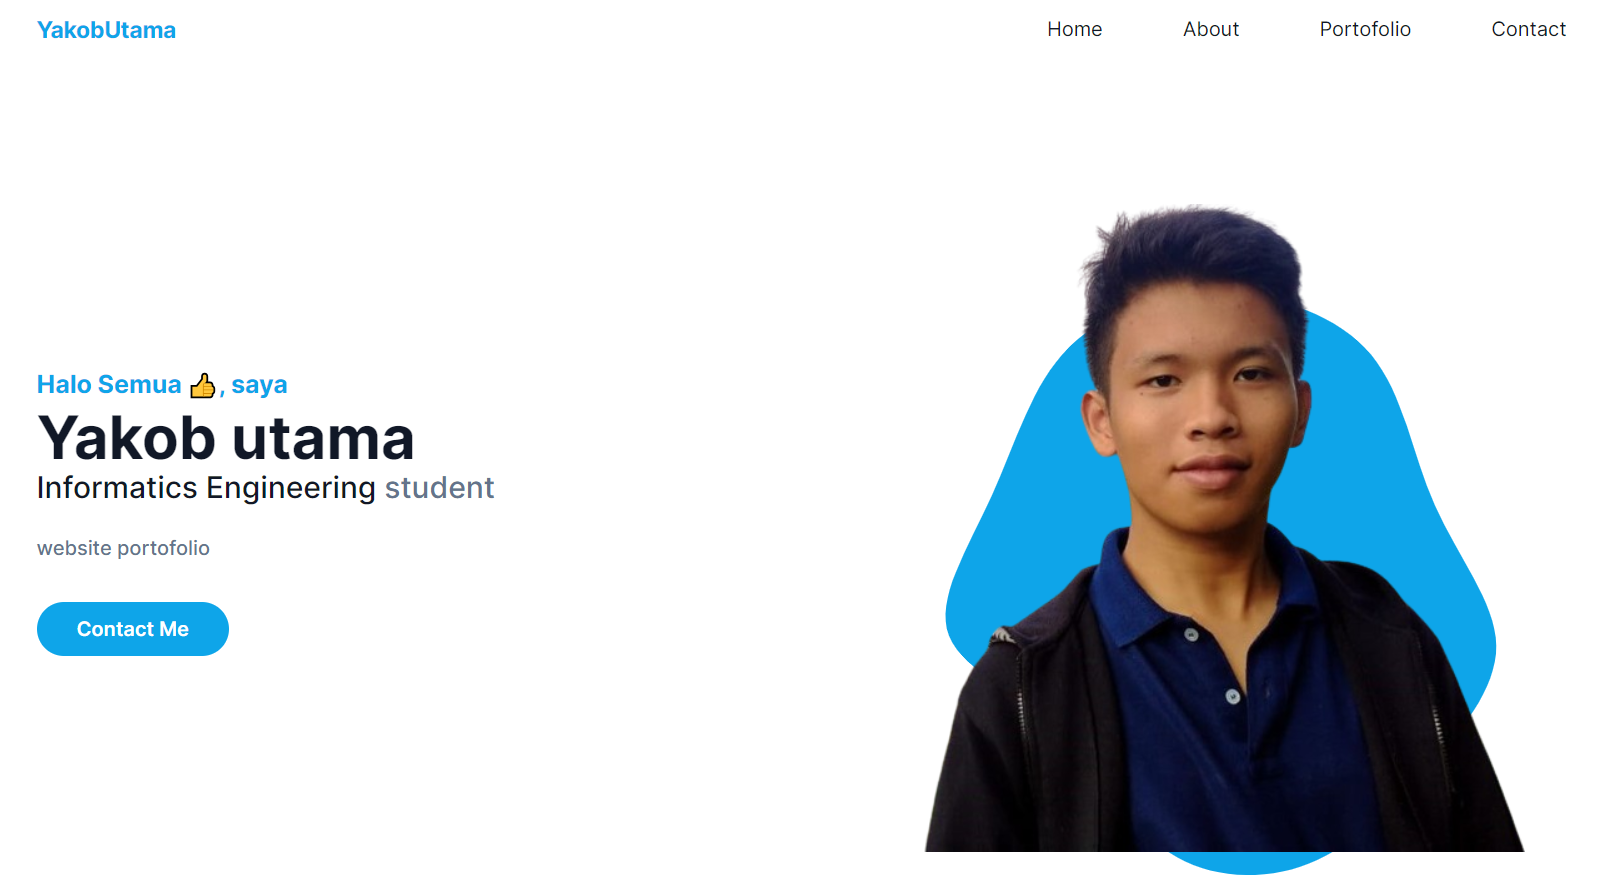 YakobUtama
Home About Portofolio Contact
Halo Semua 👍, saya
Yakob utama
Informatics Engineering student
website portofolio
Contact Me